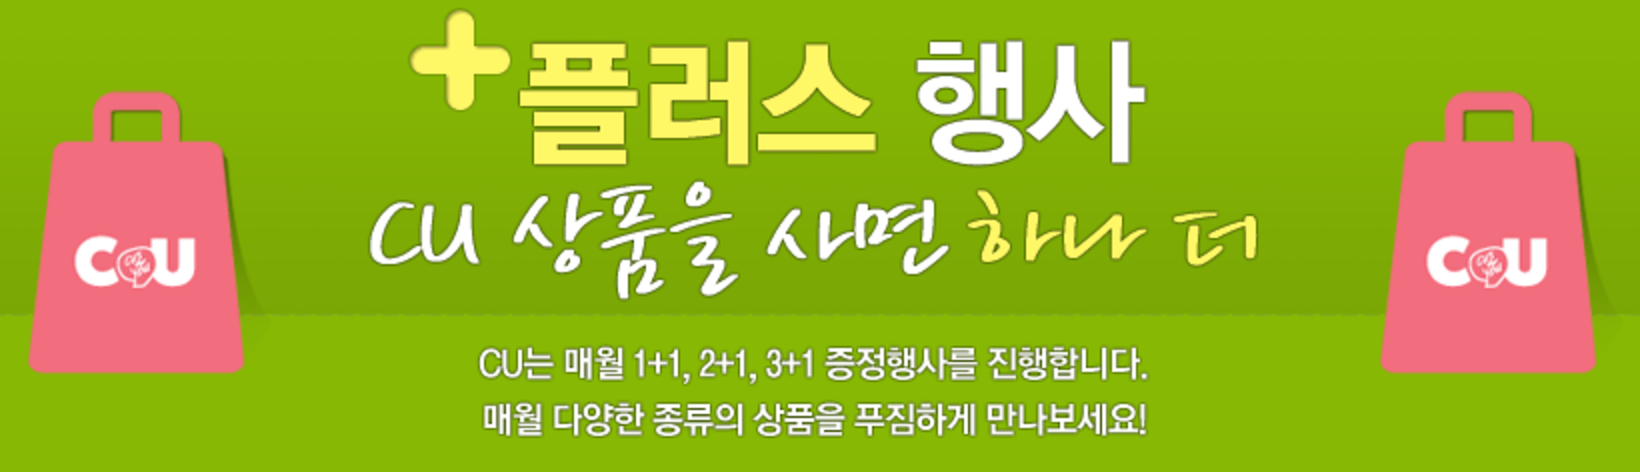 +플러스 행사
CU 상품을 사면 하나 더
CU
CU
CU는 매월 1+1, 2+1, 3+1 증정행사를 진행합니다.
매월 다양한 종류의 상품을 푸짐하게 만나보세요!